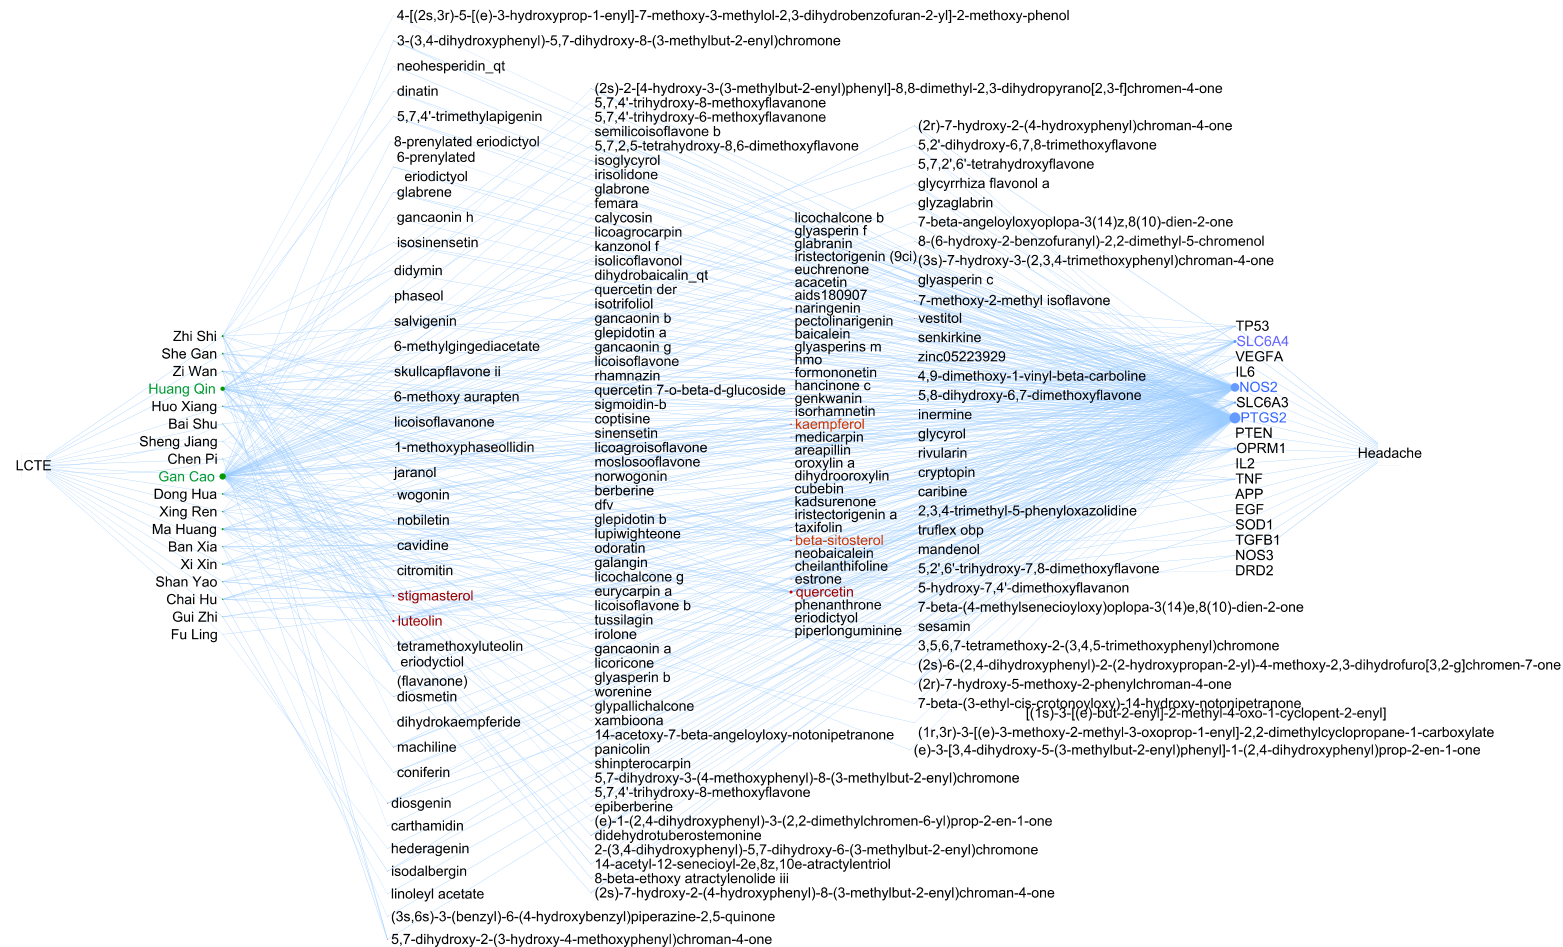 LCTE
Zhi Shi
She Gan
Zi Wan
Huang Qin
Huo Xiang
Bai Shu
Sheng Jiang
Chen Pi
Gan Cao
Dong Hua
Xing Ren
Ma Huang
Ban Xia
Xi Xin
Shan Yao
Chai Hu
Gui Zhi
Fu Ling
4-[(2s,3r)-5-[(e)-3-hydroxyprop-1-enyl]-7-methoxy-3-methylol-2,3-dihydrobenzofuran-2-yl]-2-methoxy-phenol
3-(3,4-dihydroxyphenyl)-5,7-dihydroxy-8-(3-methylbut-2-enyl)chromone
neohesperidin_qt
dinatin
5,7,4'-trimethylapigenin
8-prenylated eriodictyol
6-prenylated
eriodictyol
glabrene
gancaonin h
isosinensetin
didymin
phaseol
salvigenin
6-methylgingediacetate
skullcapflavone ii
6-methoxy aurapten
licoisoflavanone
1-methoxyphaseollidin
jaranol
wogonin
nobiletin
cavidine
citromitin
stigmasterol
luteolin
tetramethoxyluteolin
eriodyctiol
(flavanone)
diosmetin
dihydrokaempferide
machiline
coniferin
diosgenin
carthamidin
hederagenin
isodalbergin
linoleyl acetate
(3s,6s)-3-(benzyl)-6-(4-hydroxybenzyl)piperazine-2,5-quinone
5,7-dihydroxy-2-(3-hydroxy-4-methoxyphenyl)chroman-4-one
(2s)-2-[4-hydroxy-3-(3-methylbut-2-enyl)phenyl]-8,8-dimethyl-2,3-dihydropyrano[2,3-f]chromen-4-one
5,7,4'-trihydroxy-8-methoxyflavanone
5,7,4'-trihydroxy-6-methoxyflavanone
semilicoisoflavone b
5,7,2,5-tetrahydroxy-8,6-dimethoxyflavone
isoglycyrol
irisolidone
glabrone
femara
calycosin
licoagrocarpin
kanzonol f
isolicoflavonol
dihydrobaicalin_qt
quercetin der
isotrifoliol
gancaonin b
glepidotin a
gancaonin g
licoisoflavone
rhamnazin
quercetin 7-o-beta-d-glucoside
sigmoidin-b
coptisine
sinensetin
licoagroisoflavone
moslosooflavone
norwogonin
berberine
dfv
glepidotin b
lupiwighteone
odoratin
galangin
licochalcone g
eurycarpin a
licoisoflavone b
tussilagin
irolone
gancaonin a
licoricone
glyasperin b
worenine
glypallichalcone
xambioona
14-acetoxy-7-beta-angeloyloxy-notonipetranone
panicolin
shinpterocarpin
5,7-dihydroxy-3-(4-methoxyphenyl)-8-(3-methylbut-2-enyl)chromone
5,7,4'-trihydroxy-8-methoxyflavone
epiberberine
(e)-1-(2,4-dihydroxyphenyl)-3-(2,2-dimethylchromen-6-yl)prop-2-en-1-one
didehydrotuberostemonine
2-(3,4-dihydroxyphenyl)-5,7-dihydroxy-6-(3-methylbut-2-enyl)chromone
14-acetyl-12-senecioyl-2e,8z,10e-atractylentriol
8-beta-ethoxy atractylenolide iii
(2s)-7-hydroxy-2-(4-hydroxyphenyl)-8-(3-methylbut-2-enyl)chroman-4-one
licochalcone b
glyasperin f
glabranin
iristectorigenin (9ci)
euchrenone
acacetin
aids180907
naringenin
pectolinarigenin
baicalein
glyasperins m
hmo
formononetin
hancinone c
genkwanin
isorhamnetin
kaempferol
medicarpin
areapillin
oroxylin a
dihydrooroxylin
cubebin
kadsurenone
iristectorigenin a
taxifolin
beta-sitosterol
neobaicalein
cheilanthifoline
estrone
quercetin
phenanthrone
eriodictyol
piperlonguminine
(2r)-7-hydroxy-2-(4-hydroxyphenyl)chroman-4-one
5,2'-dihydroxy-6,7,8-trimethoxyflavone
5,7,2',6'-tetrahydroxyflavone
glycyrrhiza flavonol a
glyzaglabrin
7-beta-angeloyloxyoplopa-3(14)z,8(10)-dien-2-one
8-(6-hydroxy-2-benzofuranyl)-2,2-dimethyl-5-chromenol
(3s)-7-hydroxy-3-(2,3,4-trimethoxyphenyl)chroman-4-one
glyasperin c
7-methoxy-2-methyl isoflavone
vestitol
senkirkine
zinc05223929
4,9-dimethoxy-1-vinyl-beta-carboline
5,8-dihydroxy-6,7-dimethoxyflavone
inermine
glycyrol
rivularin
cryptopin
caribine
2,3,4-trimethyl-5-phenyloxazolidine
truflex obp
mandenol
5,2',6'-trihydroxy-7,8-dimethoxyflavone
5-hydroxy-7,4'-dimethoxyflavanon
7-beta-(4-methylsenecioyloxy)oplopa-3(14)e,8(10)-dien-2-one
sesamin
3,5,6,7-tetramethoxy-2-(3,4,5-trimethoxyphenyl)chromone
(2s)-6-(2,4-dihydroxyphenyl)-2-(2-hydroxypropan-2-yl)-4-methoxy-2,3-dihydrofuro[3,2-g]chromen-7-one
(2r)-7-hydroxy-5-methoxy-2-phenylchroman-4-one
7-beta-(3-ethyl-cis-crotonoyloxy)-14-hydroxy-notonipetranone
[(1s)-3-[(e)-but-2-enyl]-2-methyl-4-oxo-1-cyclopent-2-enyl]
(1r,3r)-3-[(e)-3-methoxy-2-methyl-3-oxoprop-1-enyl]-2,2-dimethylcyclopropane-1-carboxylate
(e)-3-[3,4-dihydroxy-5-(3-methylbut-2-enyl)phenyl]-1-(2,4-dihydroxyphenyl)prop-2-en-1-one
TP53
SLC6A4
VEGFA
IL6
NOS2
SLC6A3
PTGS2
PTEN
OPRM1
IL2
TNF
APP
EGF
SOD1
TGFB1
NOS3
DRD2
Headache